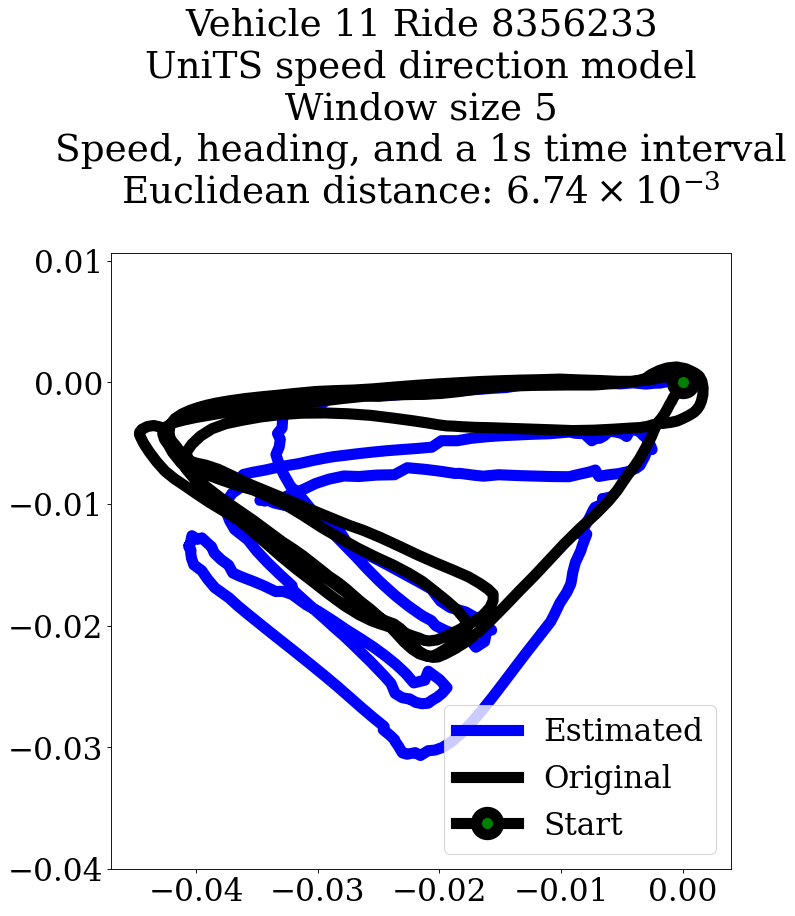 Vehicle 11 Ride 8356233
UniTS speed direction model
Window size 5
Speed, heading, and a 1s time interval
Euclidean distance: 6.74 × 10⁻³
0.01
0.00
−0.01
−0.02
−0.03
−0.04
Estimated
Original
Start
−0.04 −0.03 −0.02 −0.01 0.00